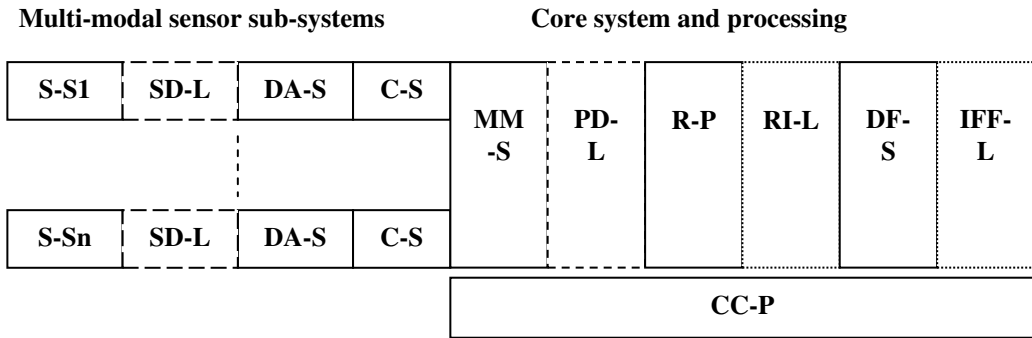 Multi-modal sensor sub-systems Core system and processing
S-S1 SD-L DA-S C-S
MM
-S
PD-
L
R-P
RI-L
DF-
S
IFF-
L
S-Sn SD-L DA-S C-S
CC-P